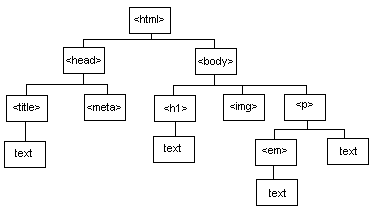 <html>
<head>
<body>
<title>
<meta>
<h1>
<img>
<p>
text
text
<em>
text
text